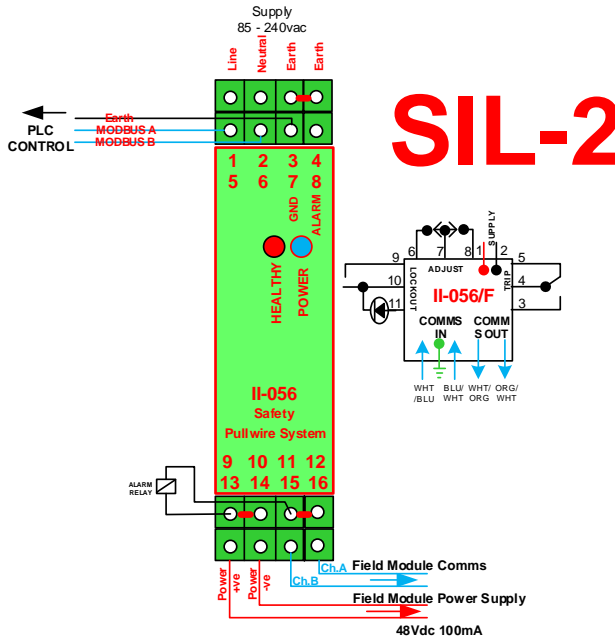 Supply
85 - 240vac
Line
Neutral
Earth
Earth
SIL-2
Earth
MODBUS A
MODBUS B
PLC
CONTROL
1 2 3 4
5 6 7 8
GND
ALARM
HEALTHY
POWER
II-056
Safety
Pullwire System
9 10 11 12
13 14 15 16
ALARM
RELAY
Power
+ve
Power
-ve
Ch.B
Ch.A
Field Module Comms
Field Module Power Supply
48Vdc 100mA
6 7 8 1 2
SUPPLY
ADJUST
9
10
11
LOCKOUT
II-056/F
TRIP
5
4
3
COMMS
IN
COMM
S OUT
WHT
/BLU
BLU/
WHT
WHT/
ORG
ORG/
WHT